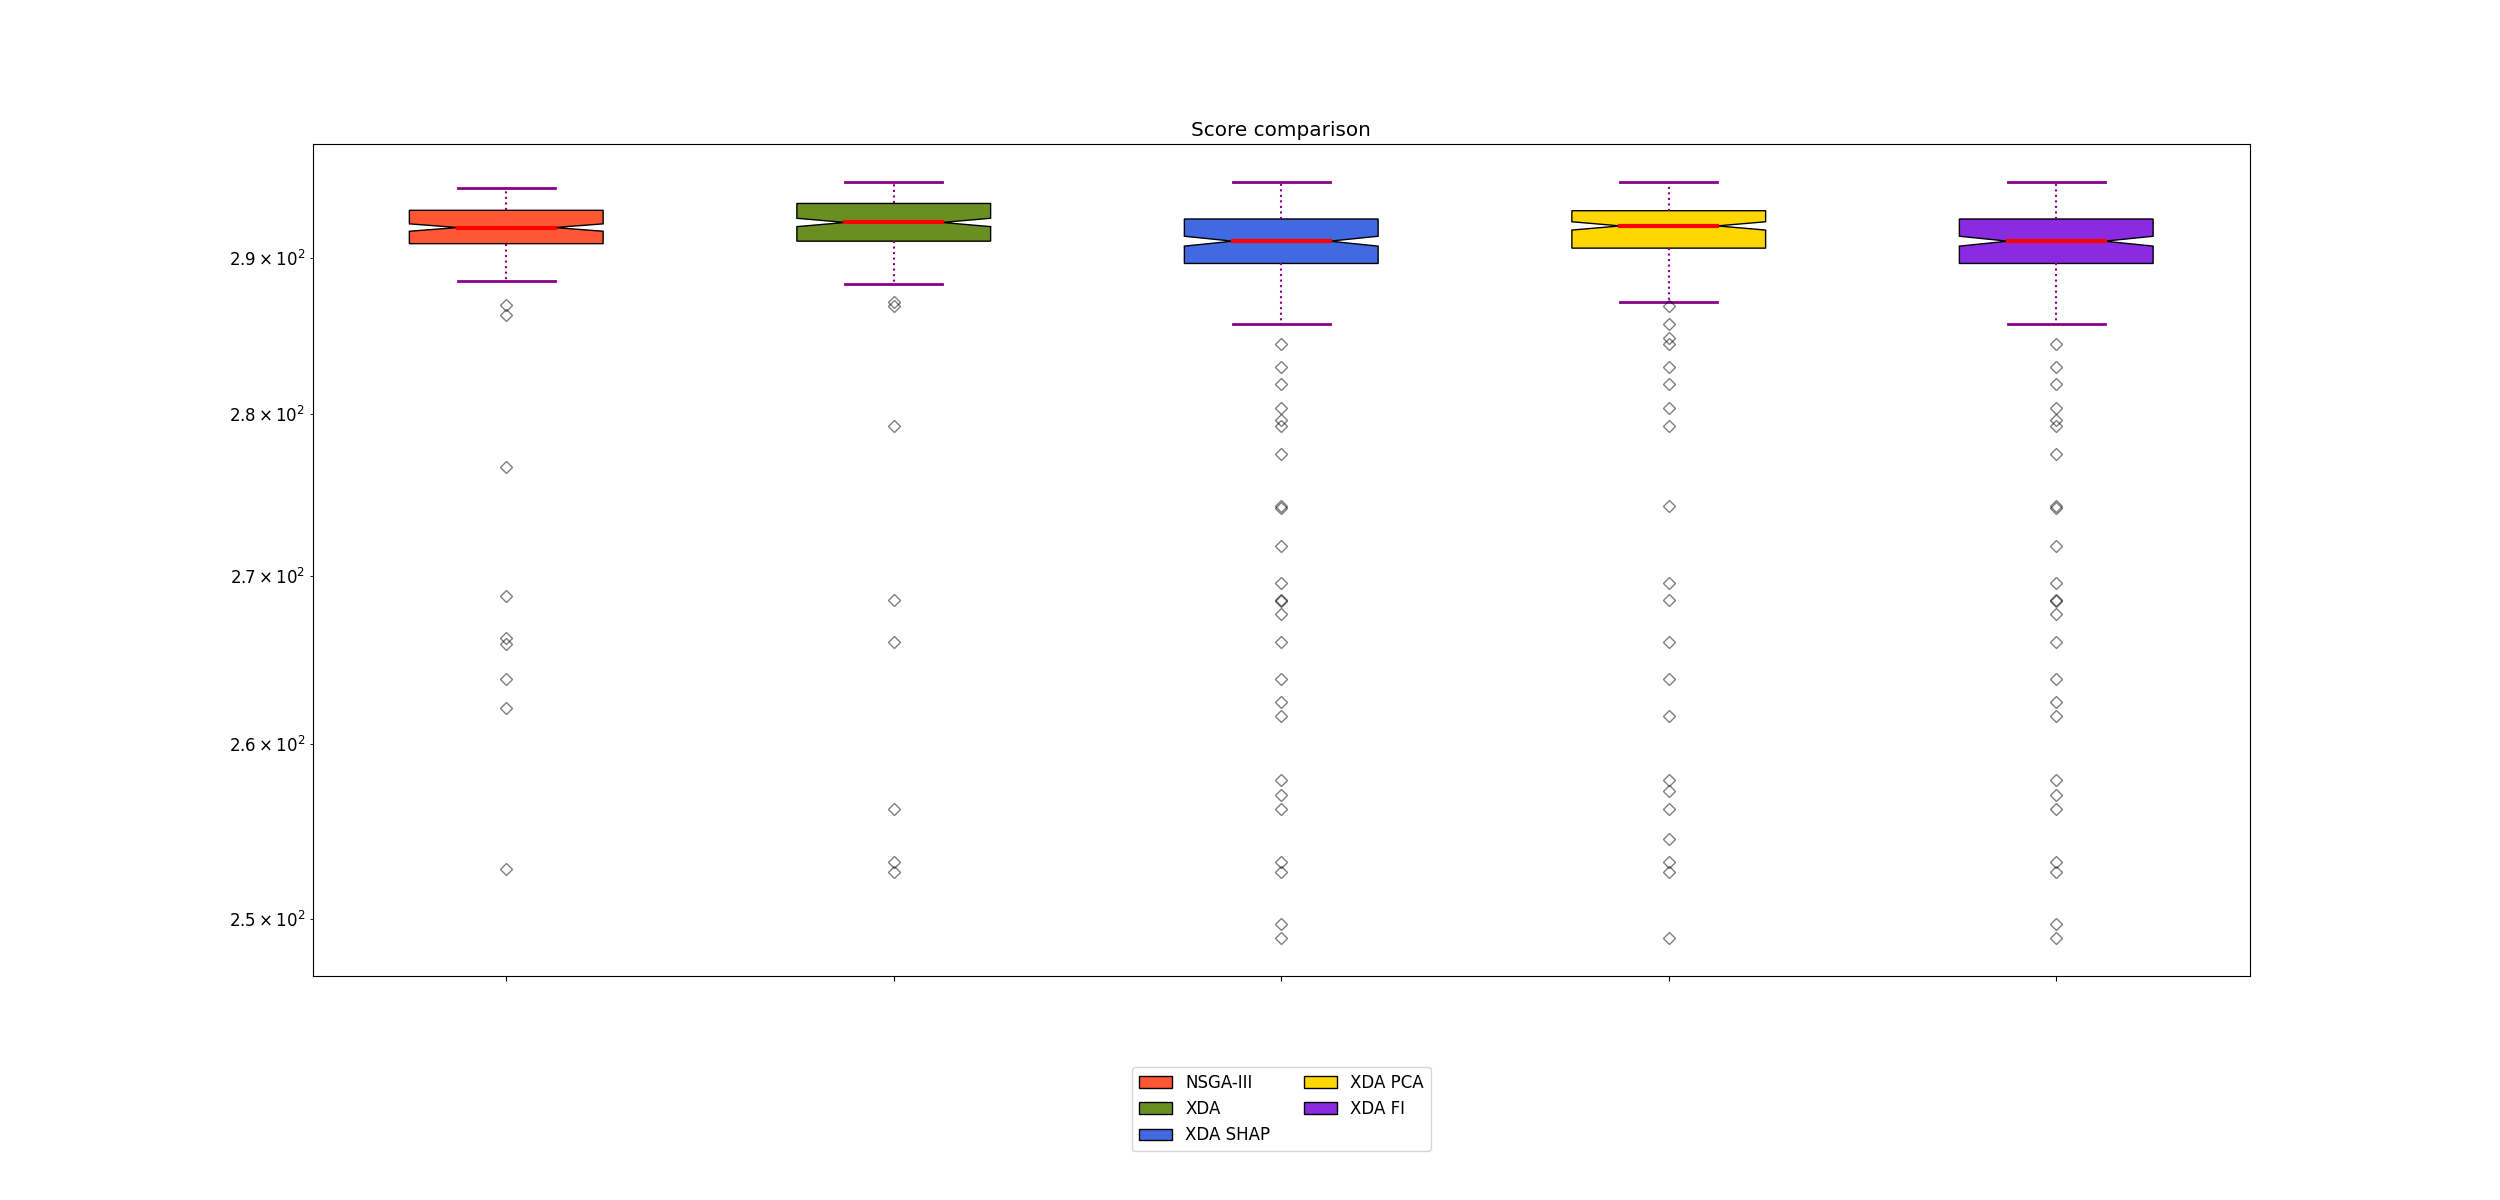 Score comparison
2.9 × 10²
2.8 × 10²
2.7 × 10²
2.6 × 10²
2.5 × 10²
NSGA-III
XDA
XDA SHAP
XDA PCA
XDA FI